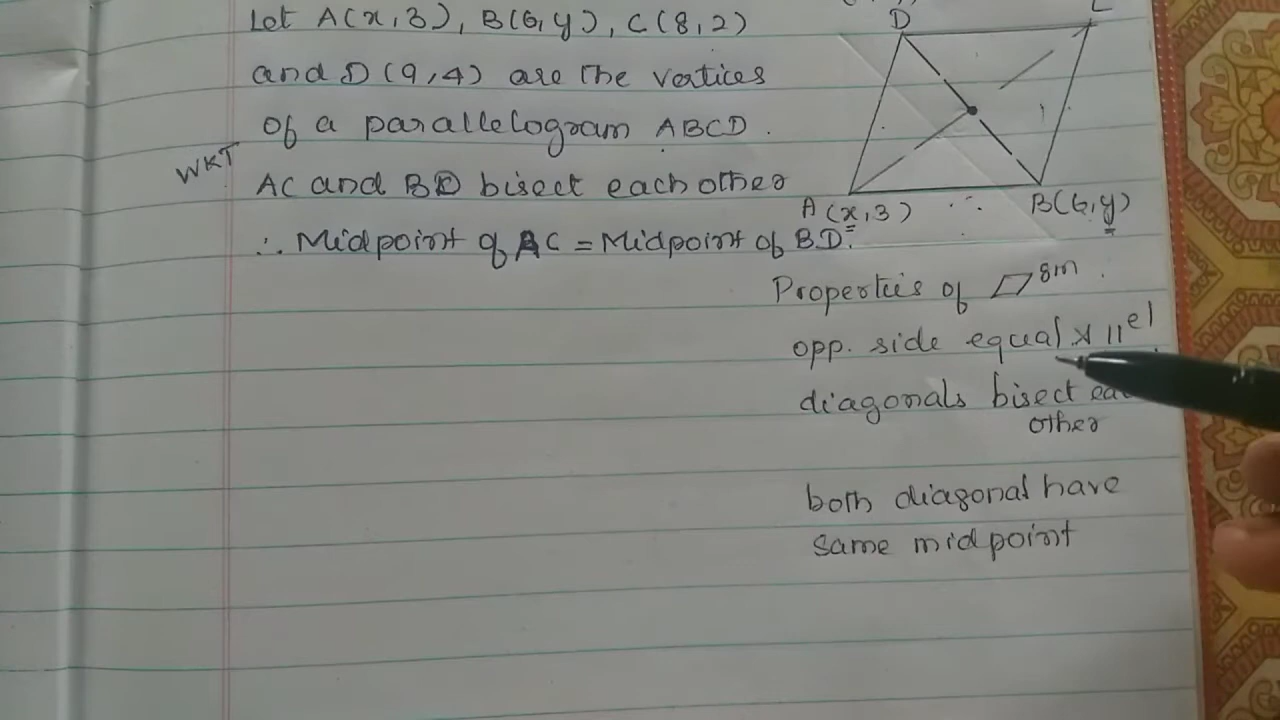 Let A(x,3), B(6,y), C(8,2)
and D(9,4) are the vertices
of a parallelogram ABCD.
WKT
AC and BD bisect each other
∴ Midpoint of AC = Midpoint of BD.
D
A(x,3)
B(6,y)
Properties of ▱gm.
opp. side equal & ||el
diagonals bisect
other
both diagonal have
same midpoint